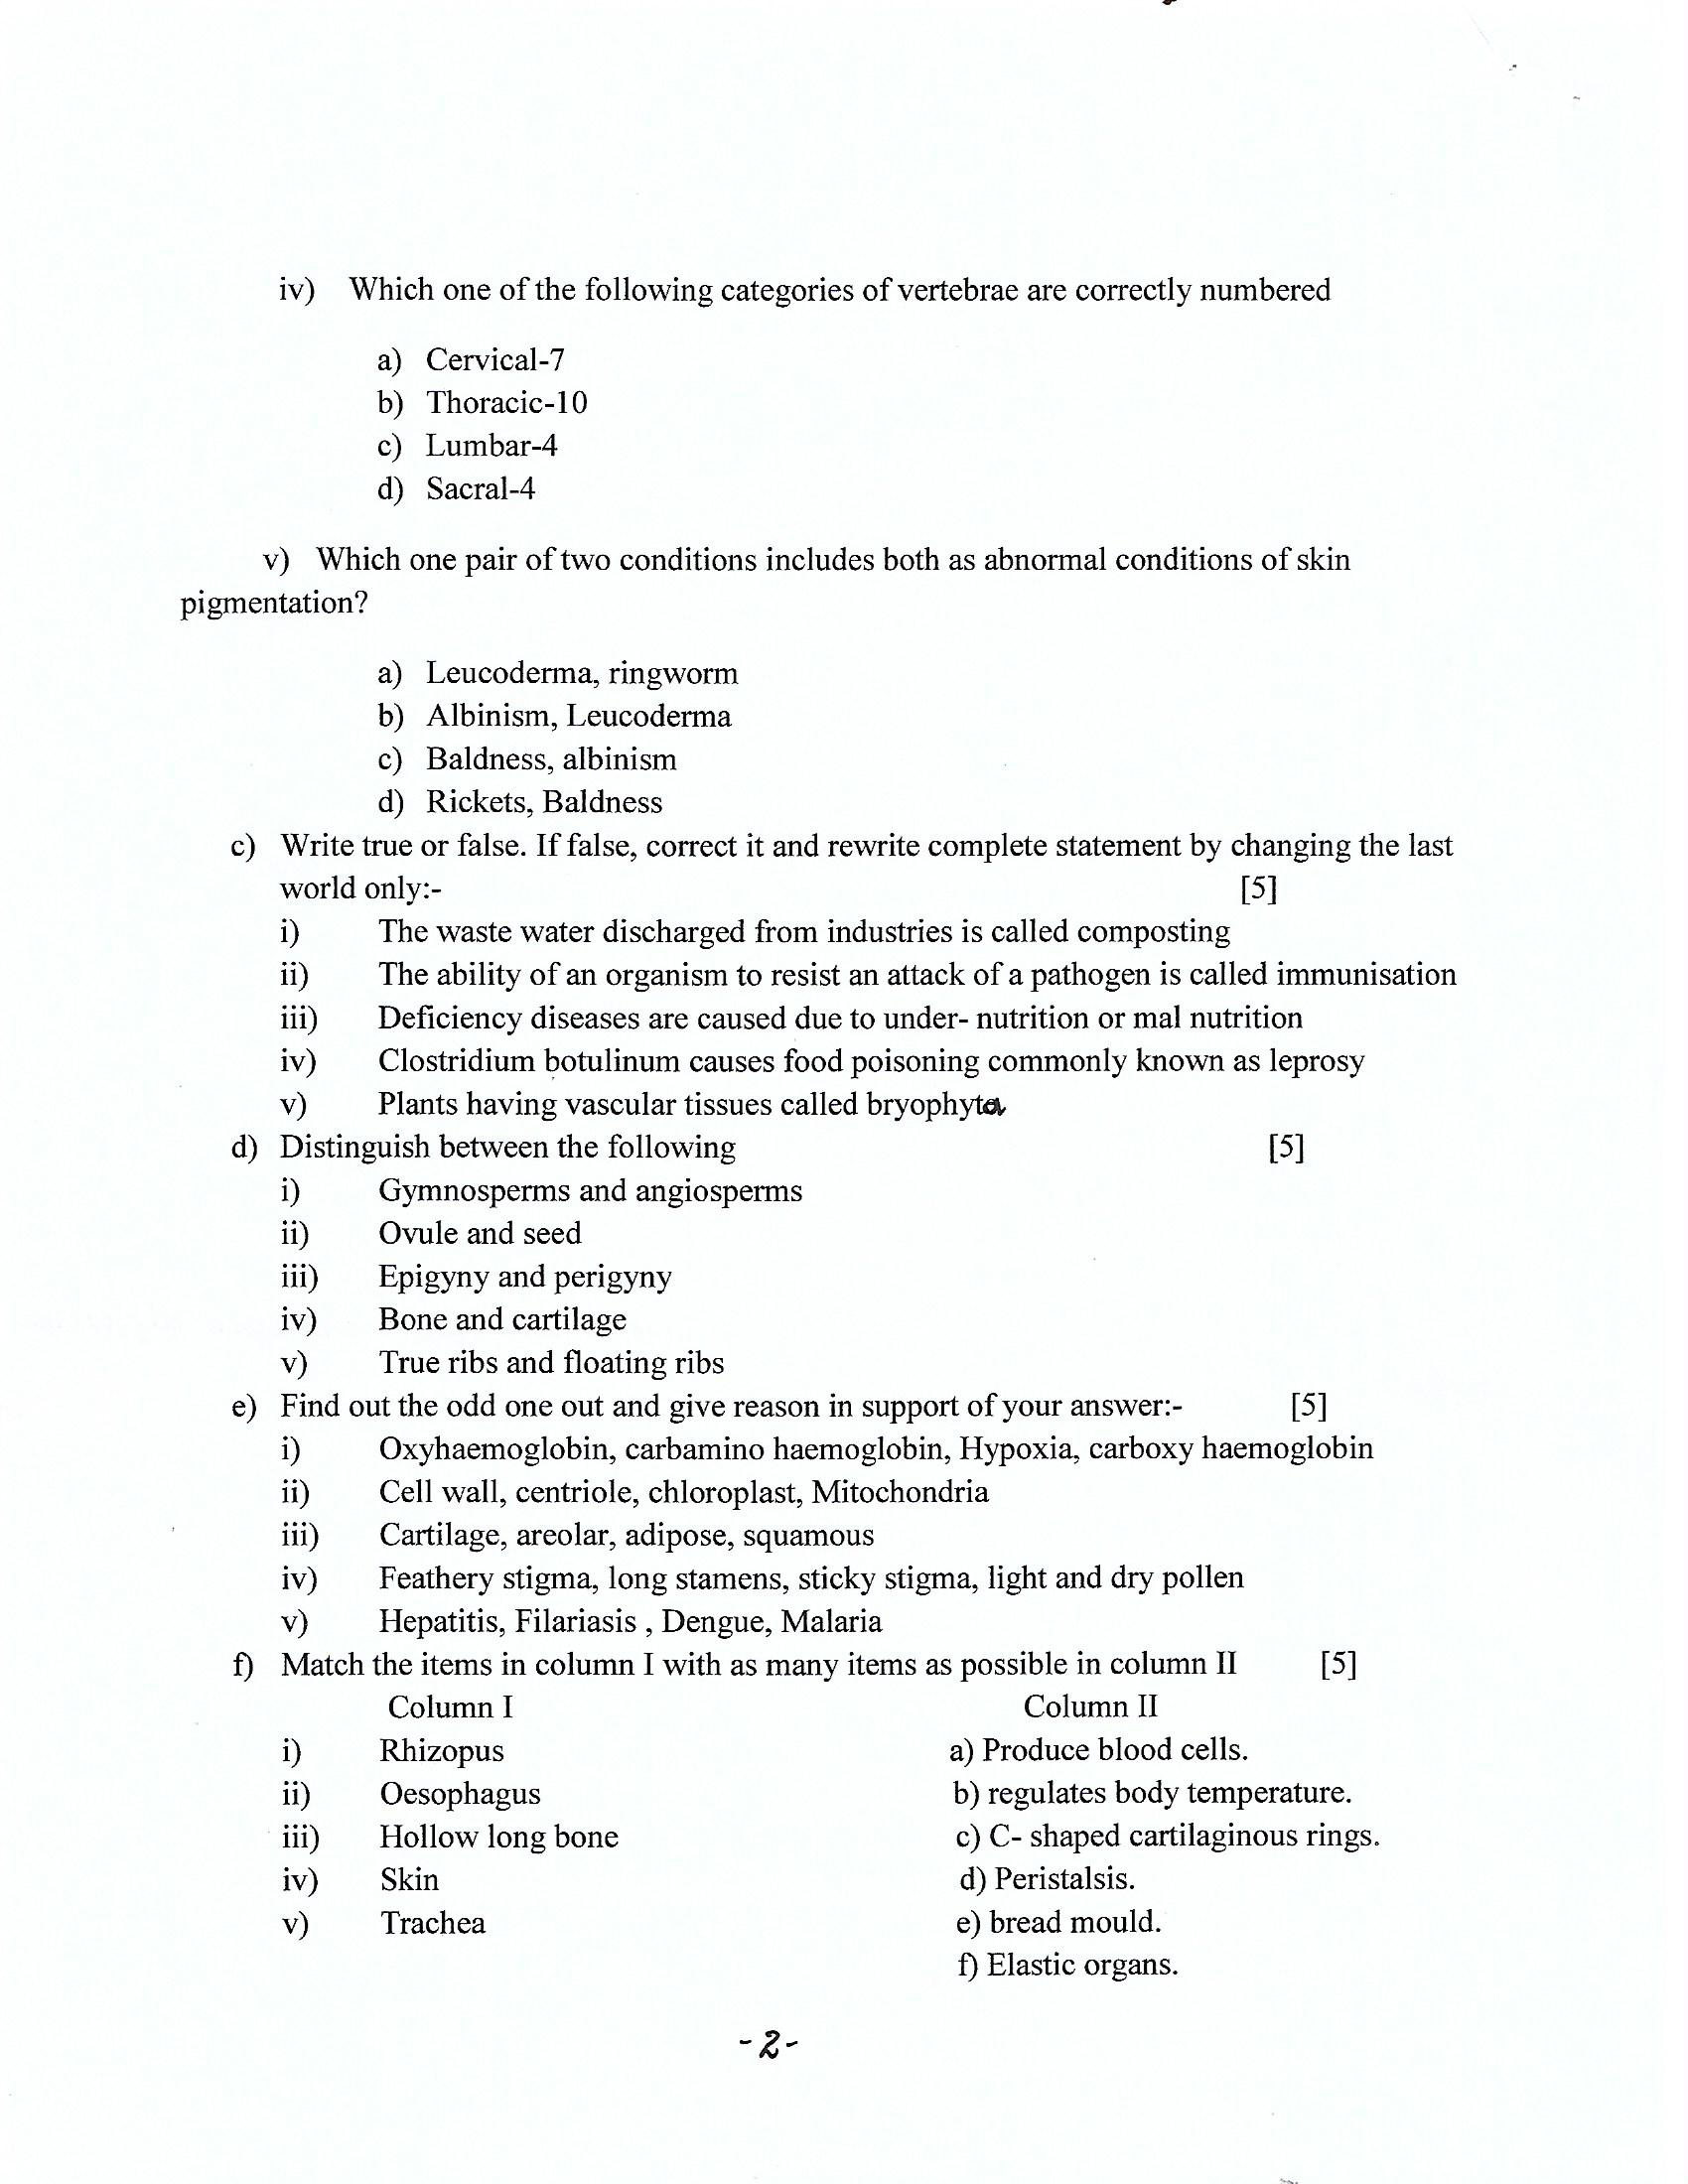 iv) Which one of the following categories of vertebrae are correctly numbered
a) Cervical-7
b) Thoracic-10
c) Lumbar-4
d) Sacral-4
v) Which one pair of two conditions includes both as abnormal conditions of skin
pigmentation?
a) Leucoderma, ringworm
b) Albinism, Leucoderma
c) Baldness, albinism
d) Rickets, Baldness
c) Write true or false. If false, correct it and rewrite complete statement by changing the last
world only:- [5]
i) The waste water discharged from industries is called composting
ii) The ability of an organism to resist an attack of a pathogen is called immunisation
iii) Deficiency diseases are caused due to under- nutrition or mal nutrition
iv) Clostridium botulinum causes food poisoning commonly known as leprosy
v) Plants having vascular tissues called bryophyta
d) Distinguish between the following [5]
i) Gymnosperms and angiosperms
ii) Ovule and seed
iii) Epigyny and perigyny
iv) Bone and cartilage
v) True ribs and floating ribs
e) Find out the odd one out and give reason in support of your answer:- [5]
i) Oxyhaemoglobin, carbamino haemoglobin, Hypoxia, carboxy haemoglobin
ii) Cell wall, centriole, chloroplast, Mitochondria
iii) Cartilage, areolar, adipose, squamous
iv) Feathery stigma, long stamens, sticky stigma, light and dry pollen
v) Hepatitis, Filariasis , Dengue, Malaria
f) Match the items in column I with as many items as possible in column II [5]
Column I Column II
i) Rhizopus a) Produce blood cells.
ii) Oesophagus b) regulates body temperature.
iii) Hollow long bone c) C- shaped cartilaginous rings.
iv) Skin d) Peristalsis.
v) Trachea e) bread mould.
f) Elastic organs.
-2-